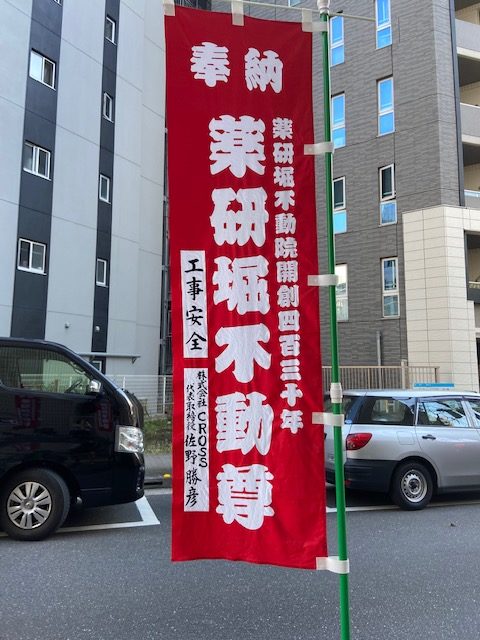 奉納
薬研堀不動院開創四百三十年
薬研堀不動尊
工事安全
株式会社CROSS
代表取締役 佐野勝彦